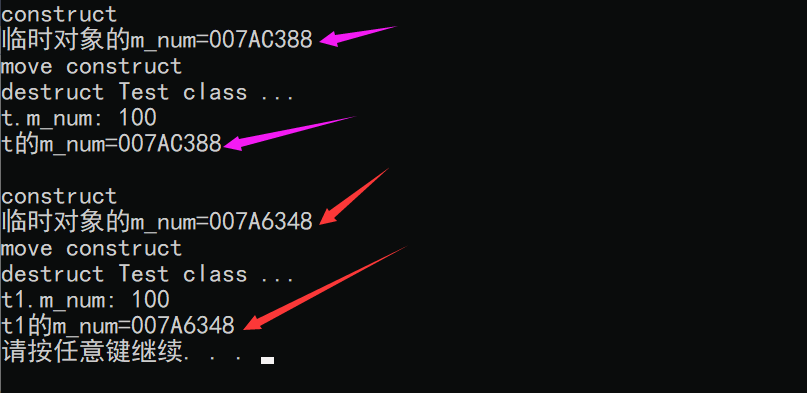 construct
临时对象的m_num=007AC388
move construct
destruct Test class ...
t.m_num: 100
t的m_num=007AC388
construct
临时对象的m_num=007A6348
move construct
destruct Test class ...
t1.m_num: 100
t1的m_num=007A6348
请按任意键继续. . .